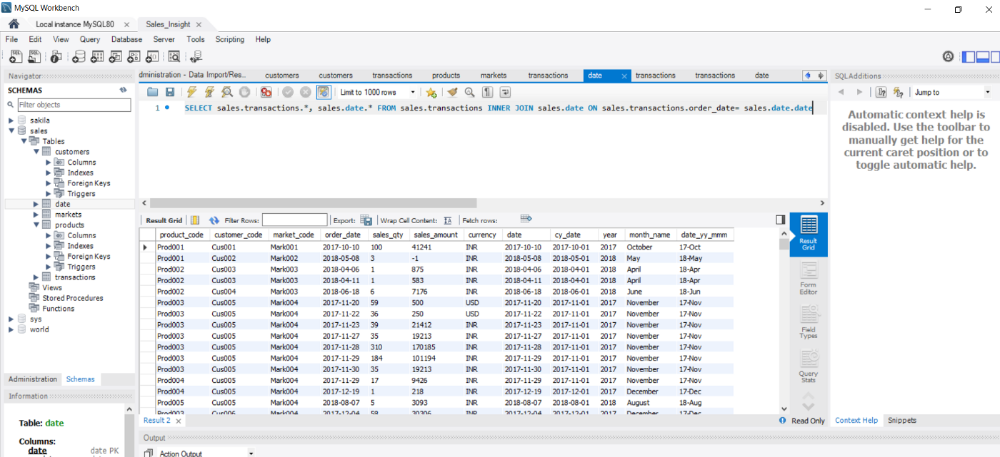 MySQL Workbench
Local instance MySQL80 Sales_Insight
File Edit View Query Database Server Tools Scripting Help
Navigator
SCHEMAS
Filter objects
sakila
sales
Tables
customers
Columns
Indexes
Foreign Keys
Triggers
date
markets
products
Columns
Indexes
Foreign Keys
Triggers
transactions
Views
Stored Procedures
Functions
sys
world
Administration Schemas
Information
Table: date
Columns:
date date PK
dministration - Data Import/Res... customers customers transactions products markets transactions date transactions transactions date
Limit to 1000 rows
1 SELECT sales.transactions.*, sales.date.* FROM sales.transactions INNER JOIN sales.date ON sales.transactions.order_date= sales.date.date
Result Grid Filter Rows: Export: Wrap Cell Content: IA Fetch rows:
product_code customer_code market_code order_date sales_qty sales_amount currency date cy_date year month_name date_yy_mmm
Prod001 Cus001 Mark001 2017-10-10 100 41241 INR 2017-10-10 2017-10-01 2017 October 17-Oct
Prod001 Cus002 Mark002 2018-05-08 3 -1 INR 2018-05-08 2018-05-01 2018 May 18-May
Prod002 Cus003 Mark003 2018-04-06 1 875 INR 2018-04-06 2018-04-01 2018 April 18-Apr
Prod002 Cus003 Mark003 2018-04-11 1 583 INR 2018-04-11 2018-04-01 2018 April 18-Apr
Prod002 Cus004 Mark003 2018-06-18 6 7176 INR 2018-06-18 2018-06-01 2018 June 18-Jun
Prod003 Cus005 Mark004 2017-11-20 59 500 USD 2017-11-20 2017-11-01 2017 November 17-Nov
Prod003 Cus005 Mark004 2017-11-22 36 250 USD 2017-11-22 2017-11-01 2017 November 17-Nov
Prod003 Cus005 Mark004 2017-11-23 39 21412 INR 2017-11-23 2017-11-01 2017 November 17-Nov
Prod003 Cus005 Mark004 2017-11-27 35 19213 INR 2017-11-27 2017-11-01 2017 November 17-Nov
Prod003 Cus005 Mark004 2017-11-28 310 170185 INR 2017-11-28 2017-11-01 2017 November 17-Nov
Prod003 Cus005 Mark004 2017-11-29 184 101194 INR 2017-11-29 2017-11-01 2017 November 17-Nov
Prod003 Cus005 Mark004 2017-11-30 35 19213 INR 2017-11-30 2017-11-01 2017 November 17-Nov
Prod004 Cus005 Mark004 2017-11-29 17 9426 INR 2017-11-29 2017-11-01 2017 November 17-Nov
Prod004 Cus005 Mark004 2017-12-19 1 218 INR 2017-12-19 2017-12-01 2017 December 17-Dec
Prod005 Cus005 Mark004 2018-08-07 5 3093 INR 2018-08-07 2018-08-01 2018 August 18-Aug
Prod003 Cus006 Mark004 2017-12-04 58 30306 INR 2017-12-04 2017-12-01 2017 December 17-Dec
Result 2
Read Only
Output
Action Output
Result
Grid
Form
Editor
Field
Types
Query
Stats
SQLAdditions
Jump to
Automatic context help is
disabled. Use the toolbar to
manually get help for the
current caret position or to
toggle automatic help.
Context Help Snippets